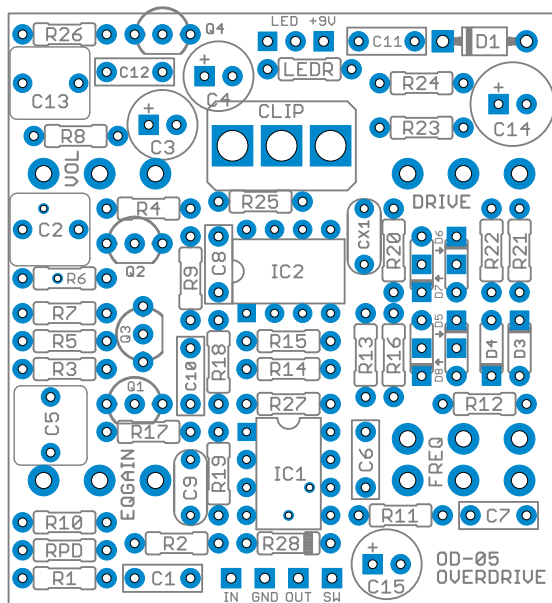 LED +9V
R26
Q4
C11
D1
C12
LEDR
C13
C4
R24
C14
CLIP
C3
R23
R8
VOL
DRIVE
R4
R25
C2
Q2
R9
C8
IC2
CX1
R20
D6
D7
R22
R21
R6
R7
Q3
R5
R3
R18
R15
R14
R13
R16
D5
D8
D4
D3
C10
Q1
C5
R27
R12
R17
IC1
C6
FREQ
EQGAIN
C9
R19
R10
R11
C7
RPD
R2
R28
R1
C1
C15
OD-05
OVERDRIVE
IN GND OUT SW
+
+
+
+